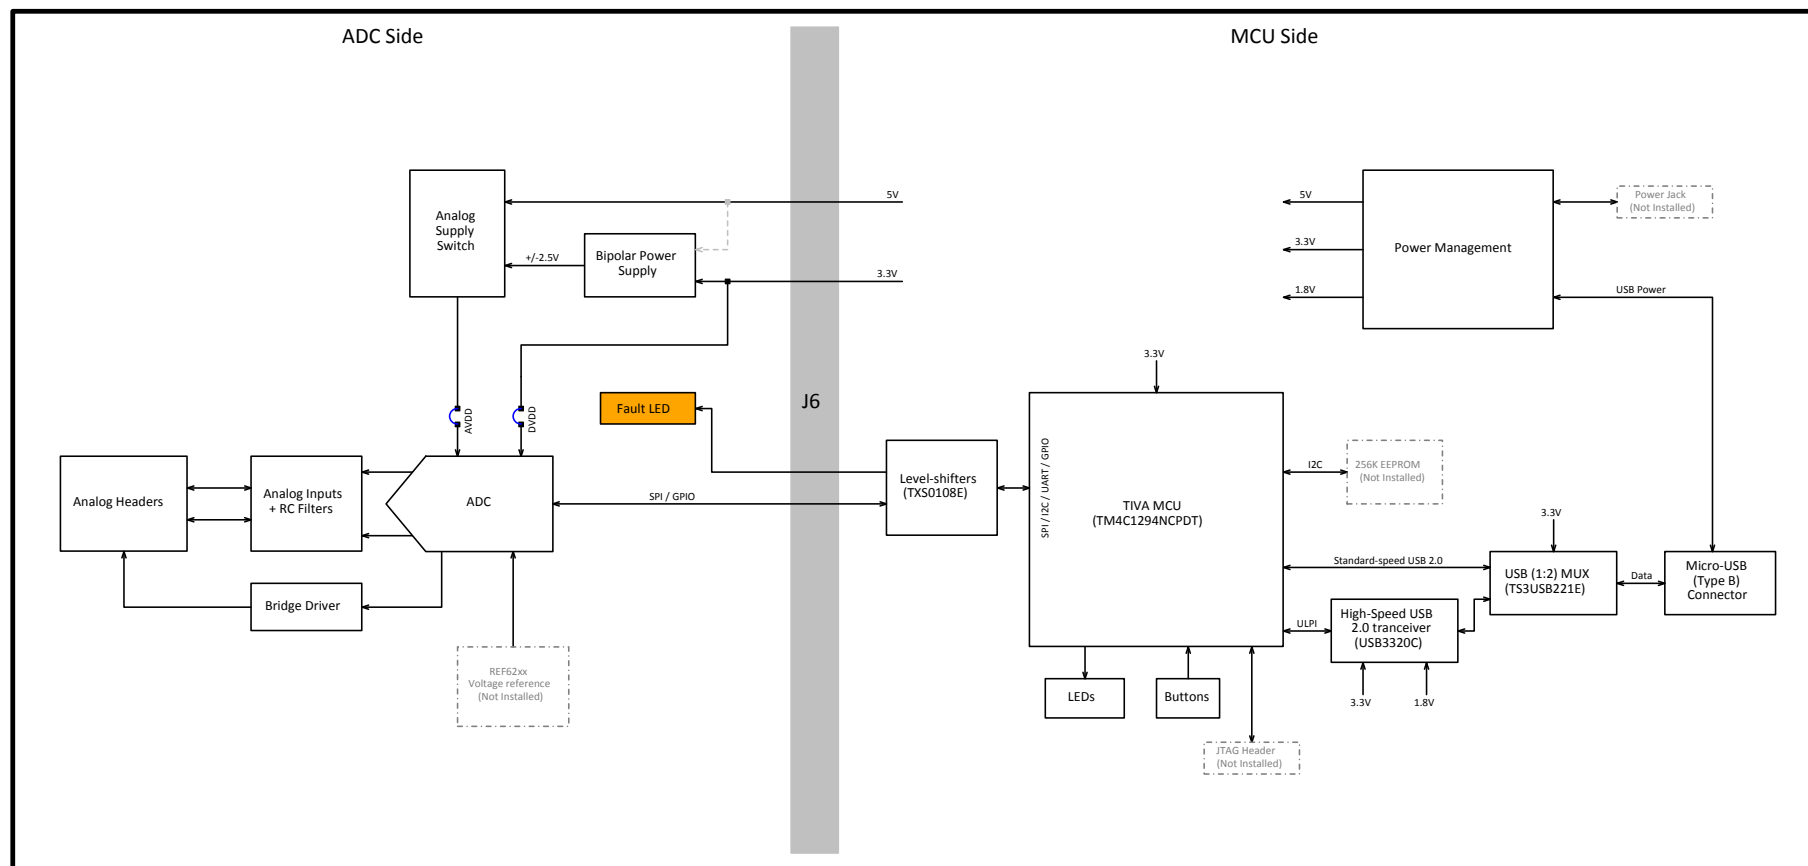 ADC Side
MCU Side
5V
Analog
Supply
Switch
+/-2.5V
Bipolar Power
Supply
3.3V
5V
3.3V
1.8V
Power Management
Power Jack
(Not Installed)
USB Power
AVDD
DVDD
Fault LED
J6
3.3V
Analog Headers
Analog Inputs
+ RC Filters
ADC
SPI / GPIO
Level-shifters
(TXS0108E)
SPI / I2C / UART / GPIO
TIVA MCU
(TM4C1294NCPDT)
I2C
256K EEPROM
(Not Installed)
3.3V
Standard-speed USB 2.0
USB (1:2) MUX
(TS3USB221E)
Data
Micro-USB
(Type B)
Connector
Bridge Driver
ULPI
High-Speed USB
2.0 tranceiver
(USB3320C)
3.3V
1.8V
REF62xx
Voltage reference
(Not Installed)
LEDs
Buttons
JTAG Header
(Not Installed)